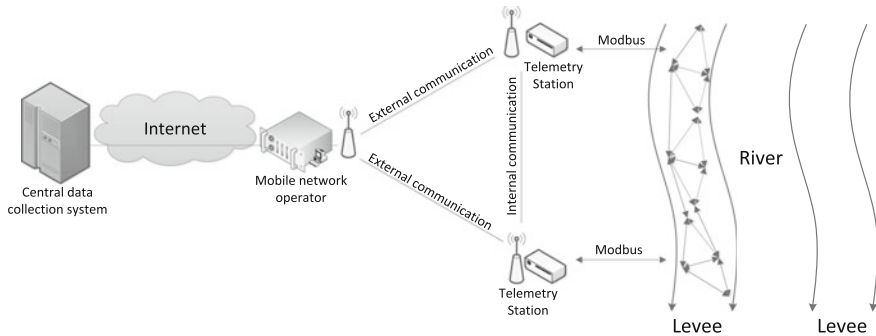 Internet
Central data
collection system
Mobile network
operator
External communication
External communication
Internal communication
Telemetry
Station
Modbus
Telemetry
Station
Modbus
River
Levee
Levee